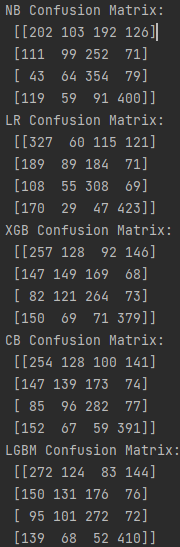 NB Confusion Matrix:
[[202 103 192 126]
[111  99 252  71]
[ 43  64 354  79]
[119  59  91 400]]
LR Confusion Matrix:
[[327  60 115 121]
[189  89 184  71]
[108  55 308  69]
[170  29  47 423]]
XGB Confusion Matrix:
[[257 128  92 146]
[147 149 169  68]
[ 82 121 264  73]
[150  69  71 379]]
CB Confusion Matrix:
[[254 128 100 141]
[147 139 173  74]
[ 85  96 282  77]
[152  67  59 391]]
LGBM Confusion Matrix:
[[272 124  83 144]
[150 131 176  76]
[ 95 101 272  72]
[139  68  52 410]]